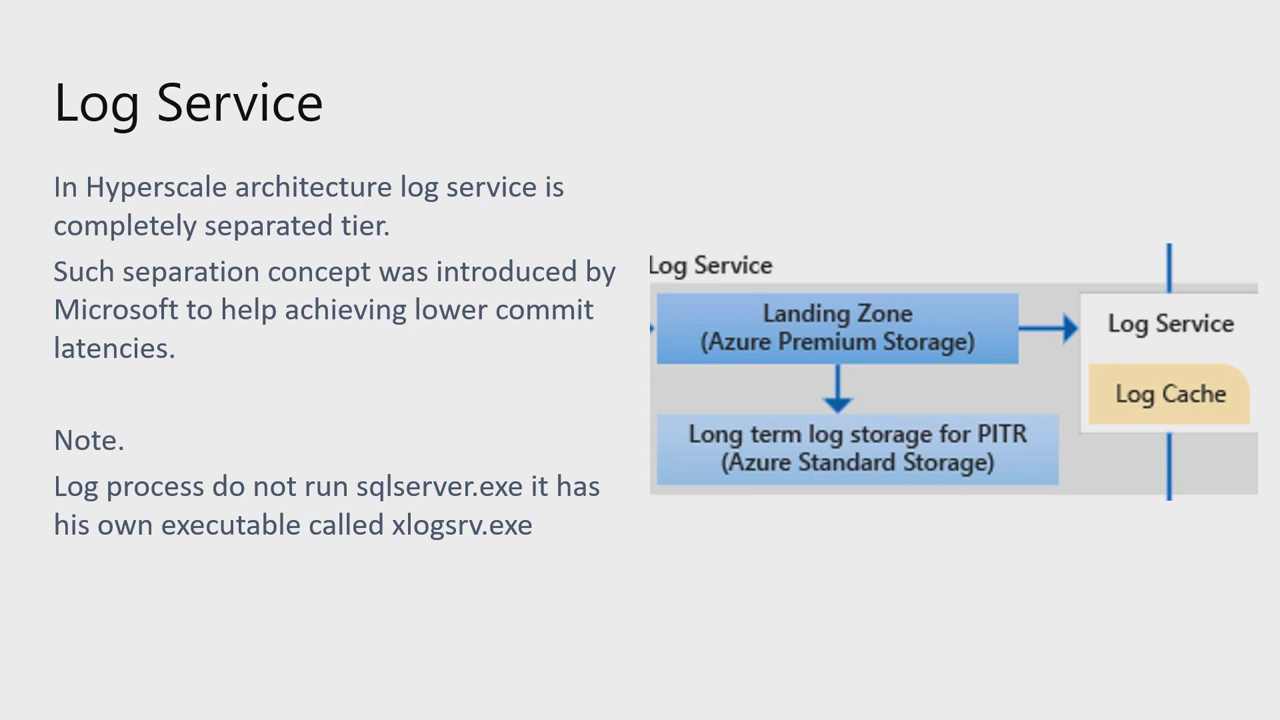 Log Service
In Hyperscale architecture log service is
completely separated tier.
Such separation concept was introduced by
Microsoft to help achieving lower commit
latencies.
Note.
Log process do not run sqlserver.exe it has
his own executable called xlogsrv.exe
Log Service
Landing Zone
(Azure Premium Storage)
Long term log storage for PITR
(Azure Standard Storage)
Log Service
Log Cache